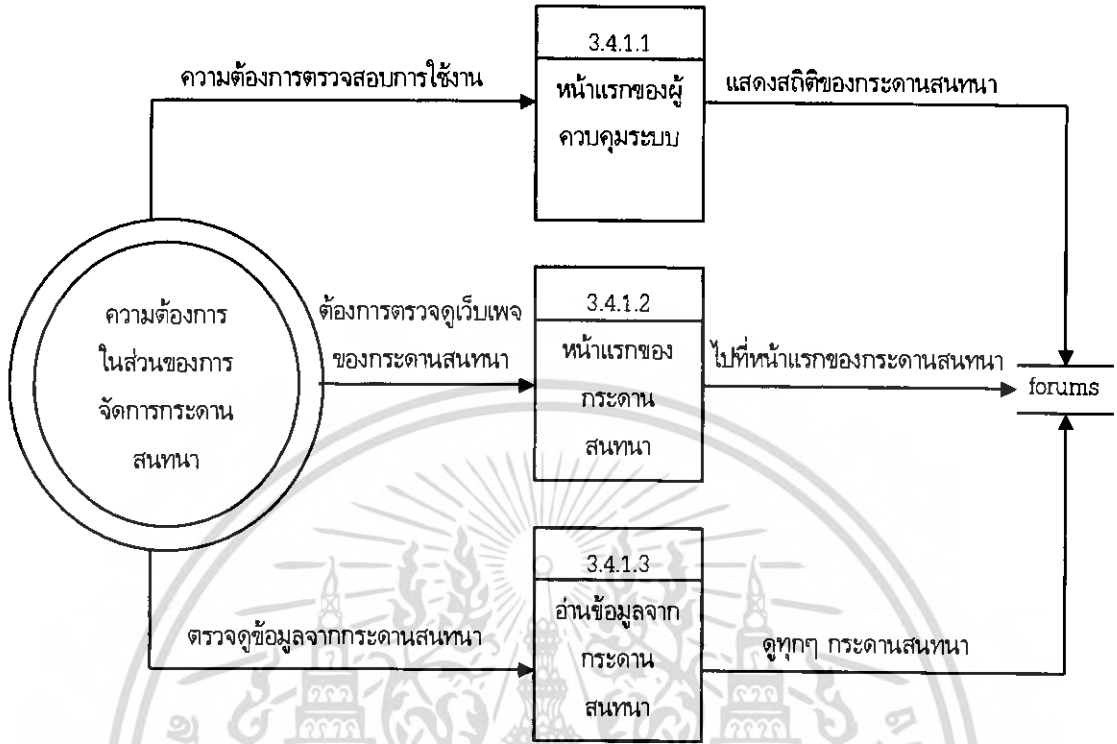 3.4.1.1
ความต้องการตรวจสอบการใช้งาน
หน้าแรกของผู้
ควบคุมระบบ
แสดงสถิติของกระดานสนทนา
ความต้องการ
ในส่วนของการ
จัดการกระดาน
สนทนา
ต้องการตรวจดูเว็บเพจ
ของกระดานสนทนา
3.4.1.2
หน้าแรกของ
กระดาน
สนทนา
ไปที่หน้าแรกของกระดานสนทนา
forums
3.4.1.3
ตรวจดูข้อมูลจากกระดานสนทนา
อ่านข้อมูลจาก
กระดาน
สนทนา
ดูทุกๆ กระดานสนทนา